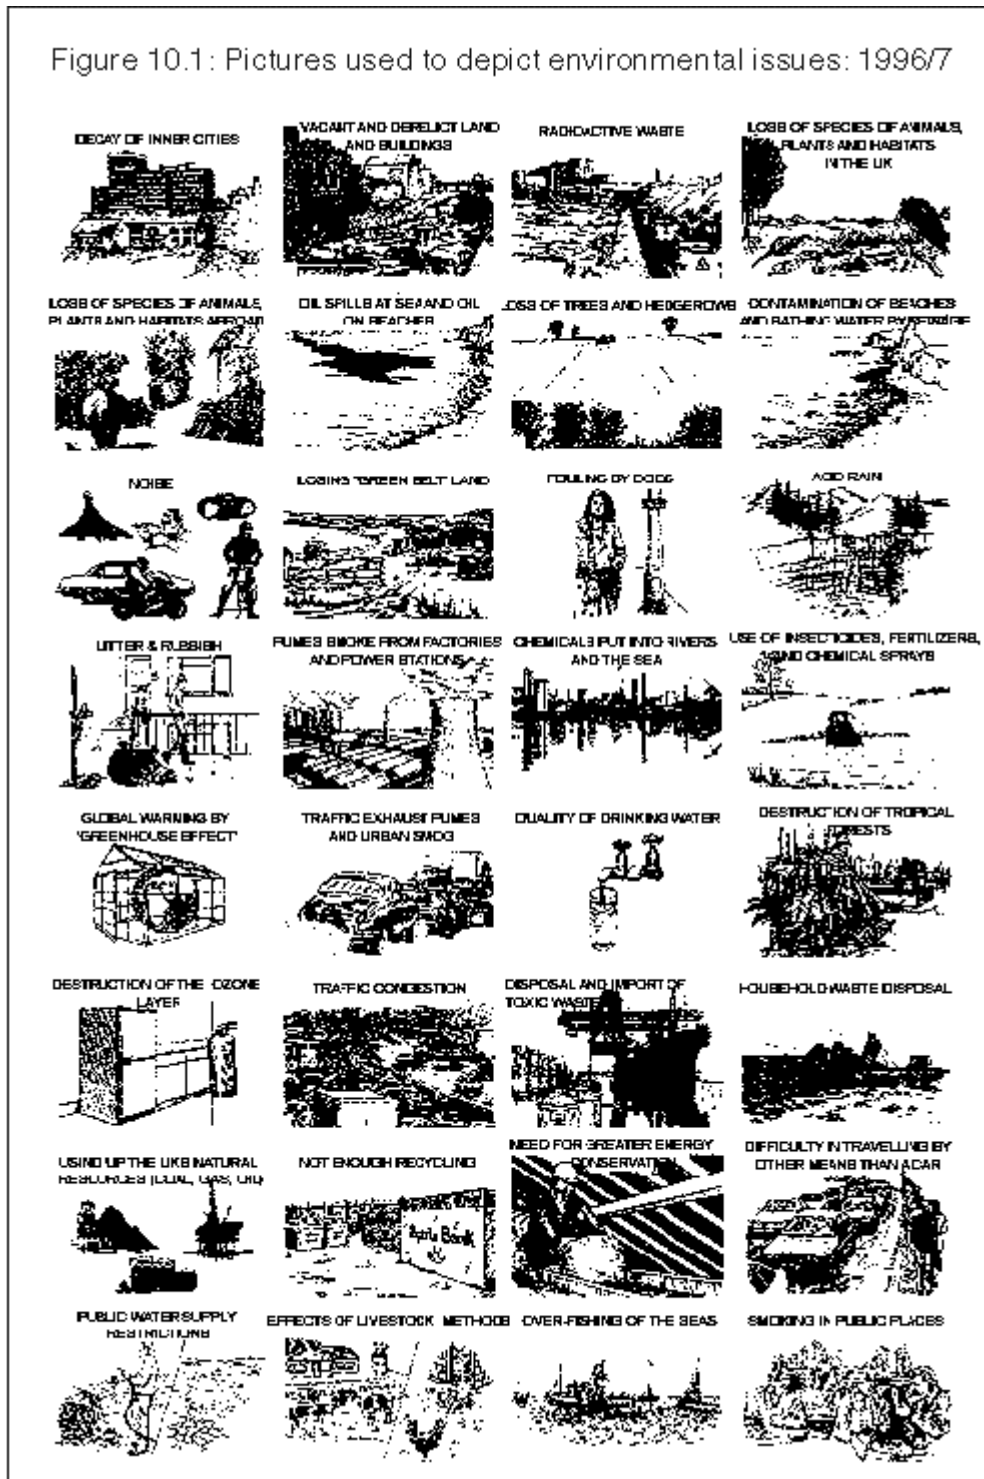 Figure 10.1: Pictures used to depict environmental issues: 1996/7
DECAY OF INNER CITIES
VACANT AND DERELICT LAND
AND BUILDINGS
RADIOACTIVE WASTE
LOSS OF SPECIES OF ANIMALS,
PLANTS AND HABITATS
IN THE UK
LOSS OF SPECIES OF ANIMALS,
PLANTS AND HABITATS ABROAD
OIL SPILLS AT SEA AND OIL
ON BEACHES
LOSS OF TREES AND HEDGEROWS
CONTAMINATION OF BEACHES
AND BATHING WATER BY SEWAGE
NOISE
LOSING 'GREEN BELT' LAND
FOULING BY DOGS
ACID RAIN
LITTER & RUBBISH
FUMES SMOKE FROM FACTORIES
AND POWER STATIONS
CHEMICALS PUT INTO RIVERS
AND THE SEA
USE OF INSECTICIDES, FERTILIZERS,
AND CHEMICAL SPRAYS
GLOBAL WARMING BY
'GREENHOUSE EFFECT'
TRAFFIC EXHAUST FUMES
AND URBAN SMOG
QUALITY OF DRINKING WATER
DESTRUCTION OF TROPICAL
FORESTS
DESTRUCTION OF THE OZONE
LAYER
TRAFFIC CONGESTION
DISPOSAL AND IMPORT OF
TOXIC WASTE
HOUSEHOLD WASTE DISPOSAL
USING UP THE UKS NATURAL
RESORCES (COAL, GAS, OIL)
NOT ENOUGH RECYCLING
Bank
NEED FOR GREATER ENERGY
CONSERVATION
DIFFICULTY IN TRAVELLING BY
OTHER MEANS THAN A CAR
PUBLIC WATER SUPPLY
RESTRICTIONS
EFFECTS OF LIVESTOCK METHODS
OVER-FISHING OF THE SEAS
SMOKING IN PUBLIC PLACES